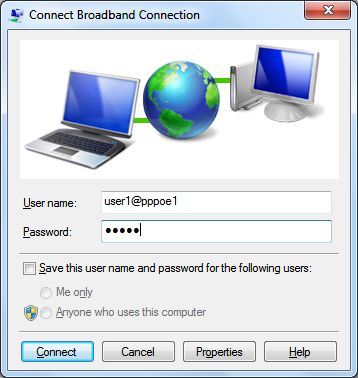 Connect Broadband Connection
User name: user1@pppoe1
Password: •••••
Save this user name and password for the following users:
Me only
Anyone who uses this computer
Connect Cancel Properties Help